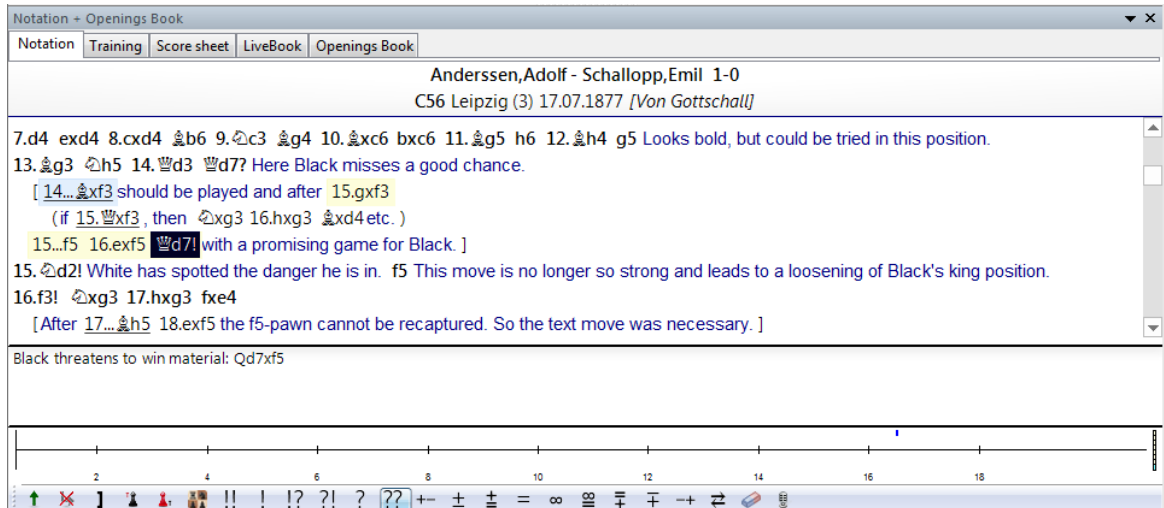 Notation + Openings Book
Notation Training Score sheet LiveBook Openings Book
Anderssen,Adolf - Schallopp,Emil 1-0
C56 Leipzig (3) 17.07.1877 [Von Gottschall]
7.d4 exd4 8.cxd4 ♗b6 9.♘c3 ♗g4 10.♗xc6 bxc6 11.♗g5 h6 12.♗h4 g5 Looks bold, but could be tried in this position.
13.♗g3 ♘h5 14.♕d3 ♕d7? Here Black misses a good chance.
[ 14...♗xf3 should be played and after 15.gxf3
(if 15.♕xf3 , then ♘xg3 16.hxg3 ♗xd4 etc. )
15...f5 16.exf5 ♕d7! with a promising game for Black. ]
15.♘d2! White has spotted the danger he is in. f5 This move is no longer so strong and leads to a loosening of Black's king position.
16.f3! ♘xg3 17.hxg3 fxe4
[After 17...♗h5 18.exf5 the f5-pawn cannot be recaptured. So the text move was necessary. ]
Black threatens to win material: Qd7xf5
2 4 6 8 10 12 14 16 18
] !! ! !? ?! ? ?? +− ± ⩲ = ∞ ≌ ⩱ ∓ −+ ⇄